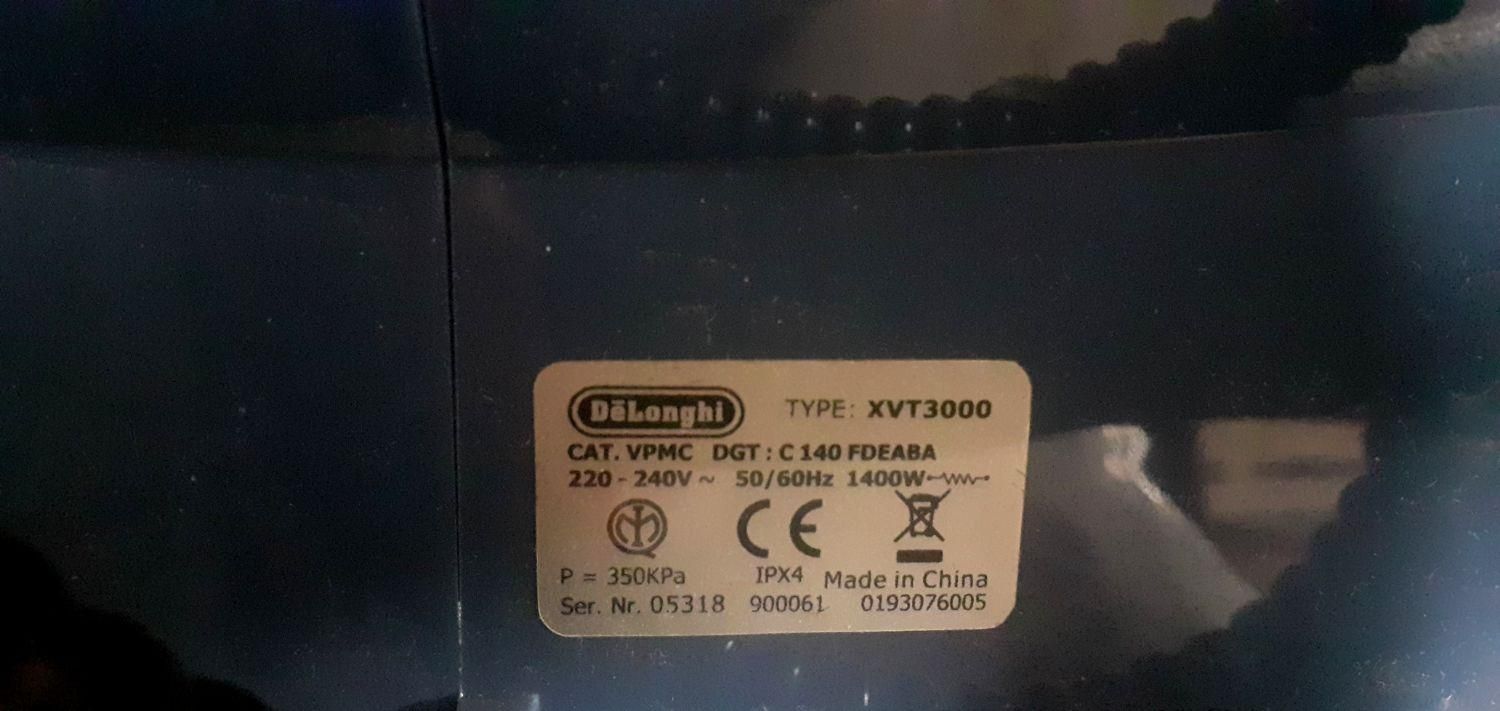 DēLonghi TYPE: XVT3000
CAT. VPMC DGT : C 140 FDEABA
220 - 240V ~ 50/60Hz 1400W
CE
P = 350KPa IPX4 Made in China
Ser. Nr. 05318 900061 0193076005